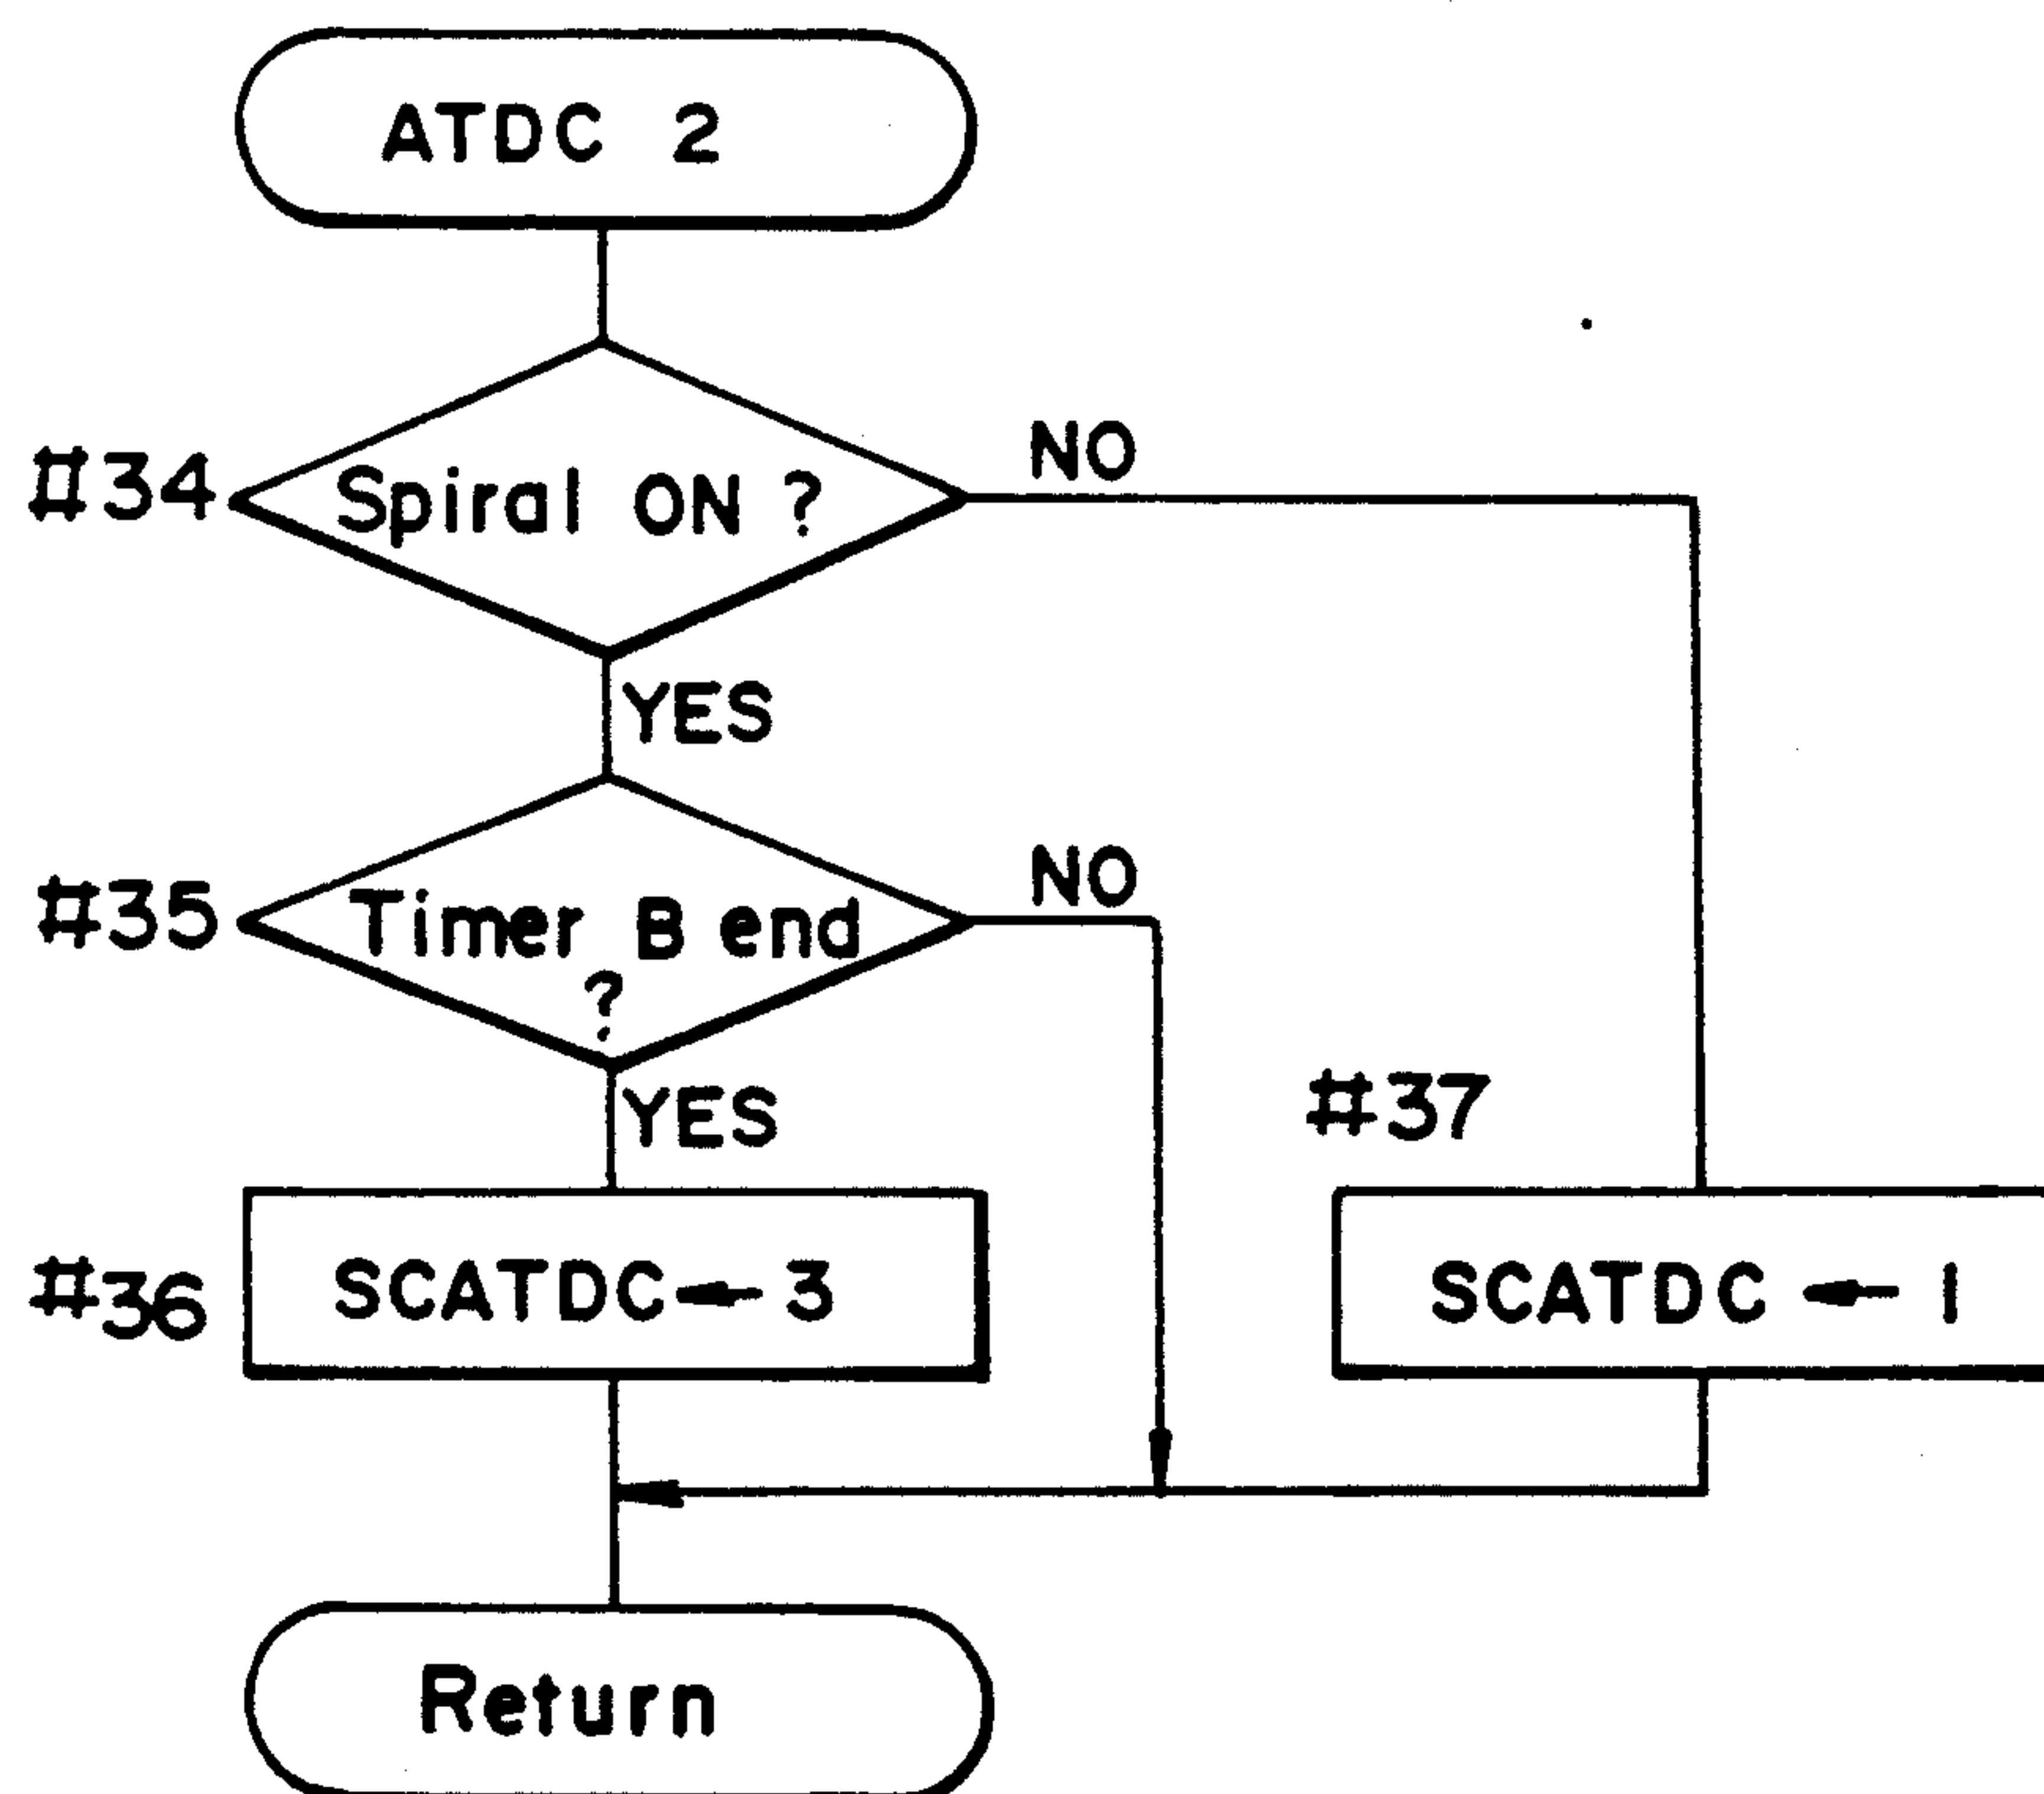 ATDC 2
#34
Spiral ON ?
NO
YES
#35
Timer B end
?
NO
YES
#37
#36
SCATDC ← 3
SCATDC ← 1
Return